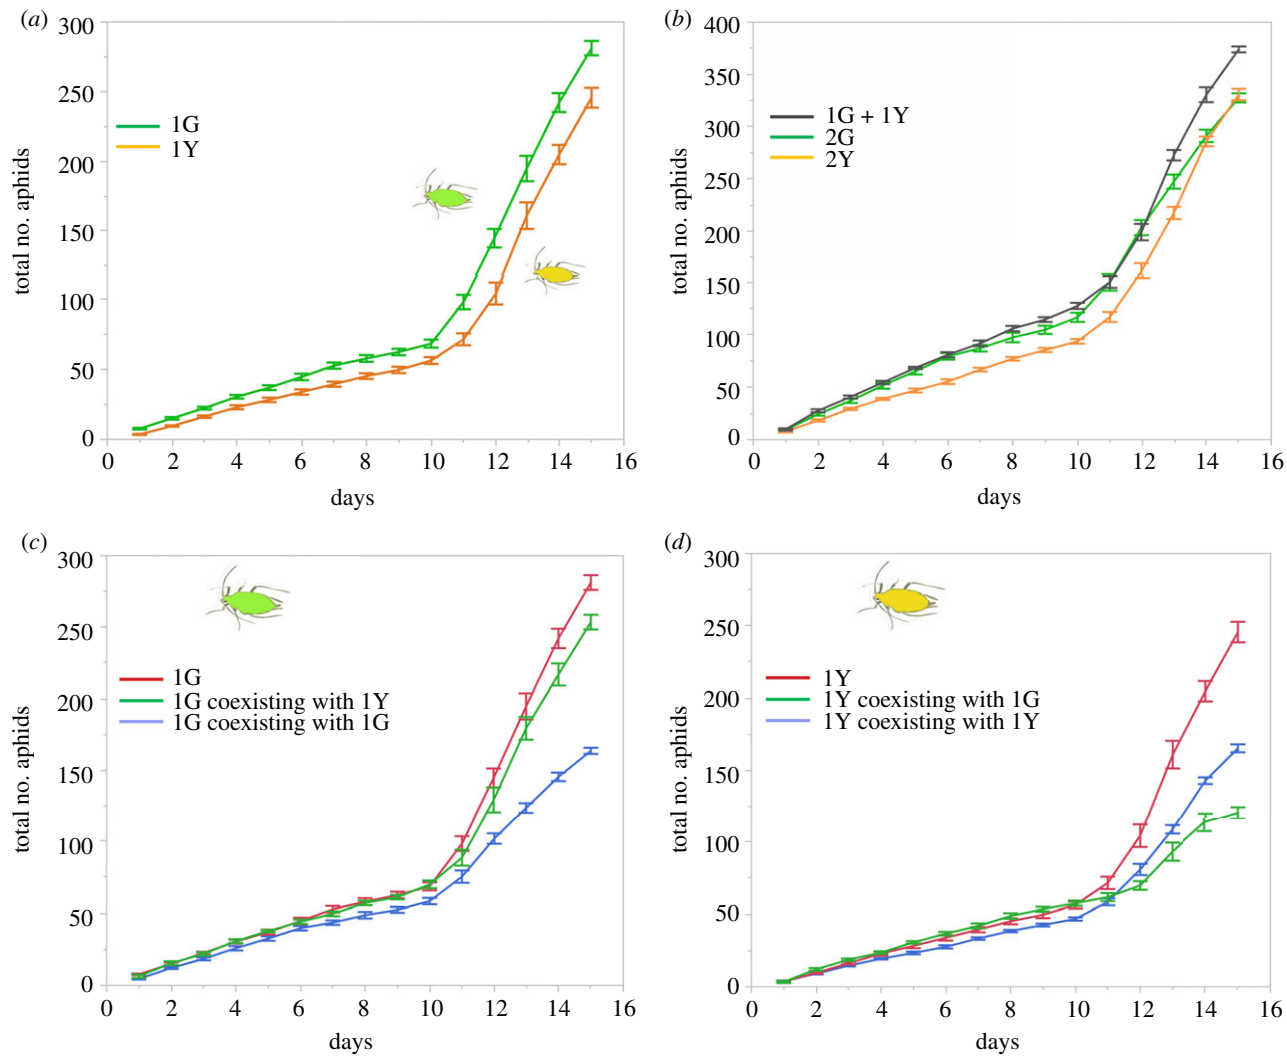 (a)
300
250
200
150
100
50
0
total no. aphids
1G
1Y
0 2 4 6 8 10 12 14 16
days
(b)
400
350
300
250
200
150
100
50
0
total no. aphids
1G + 1Y
2G
2Y
0 2 4 6 8 10 12 14 16
days
(c)
300
250
200
150
100
50
0
total no. aphids
1G
1G coexisting with 1Y
1G coexisting with 1G
0 2 4 6 8 10 12 14 16
days
(d)
300
250
200
150
100
50
0
total no. aphids
1Y
1Y coexisting with 1G
1Y coexisting with 1Y
0 2 4 6 8 10 12 14 16
days